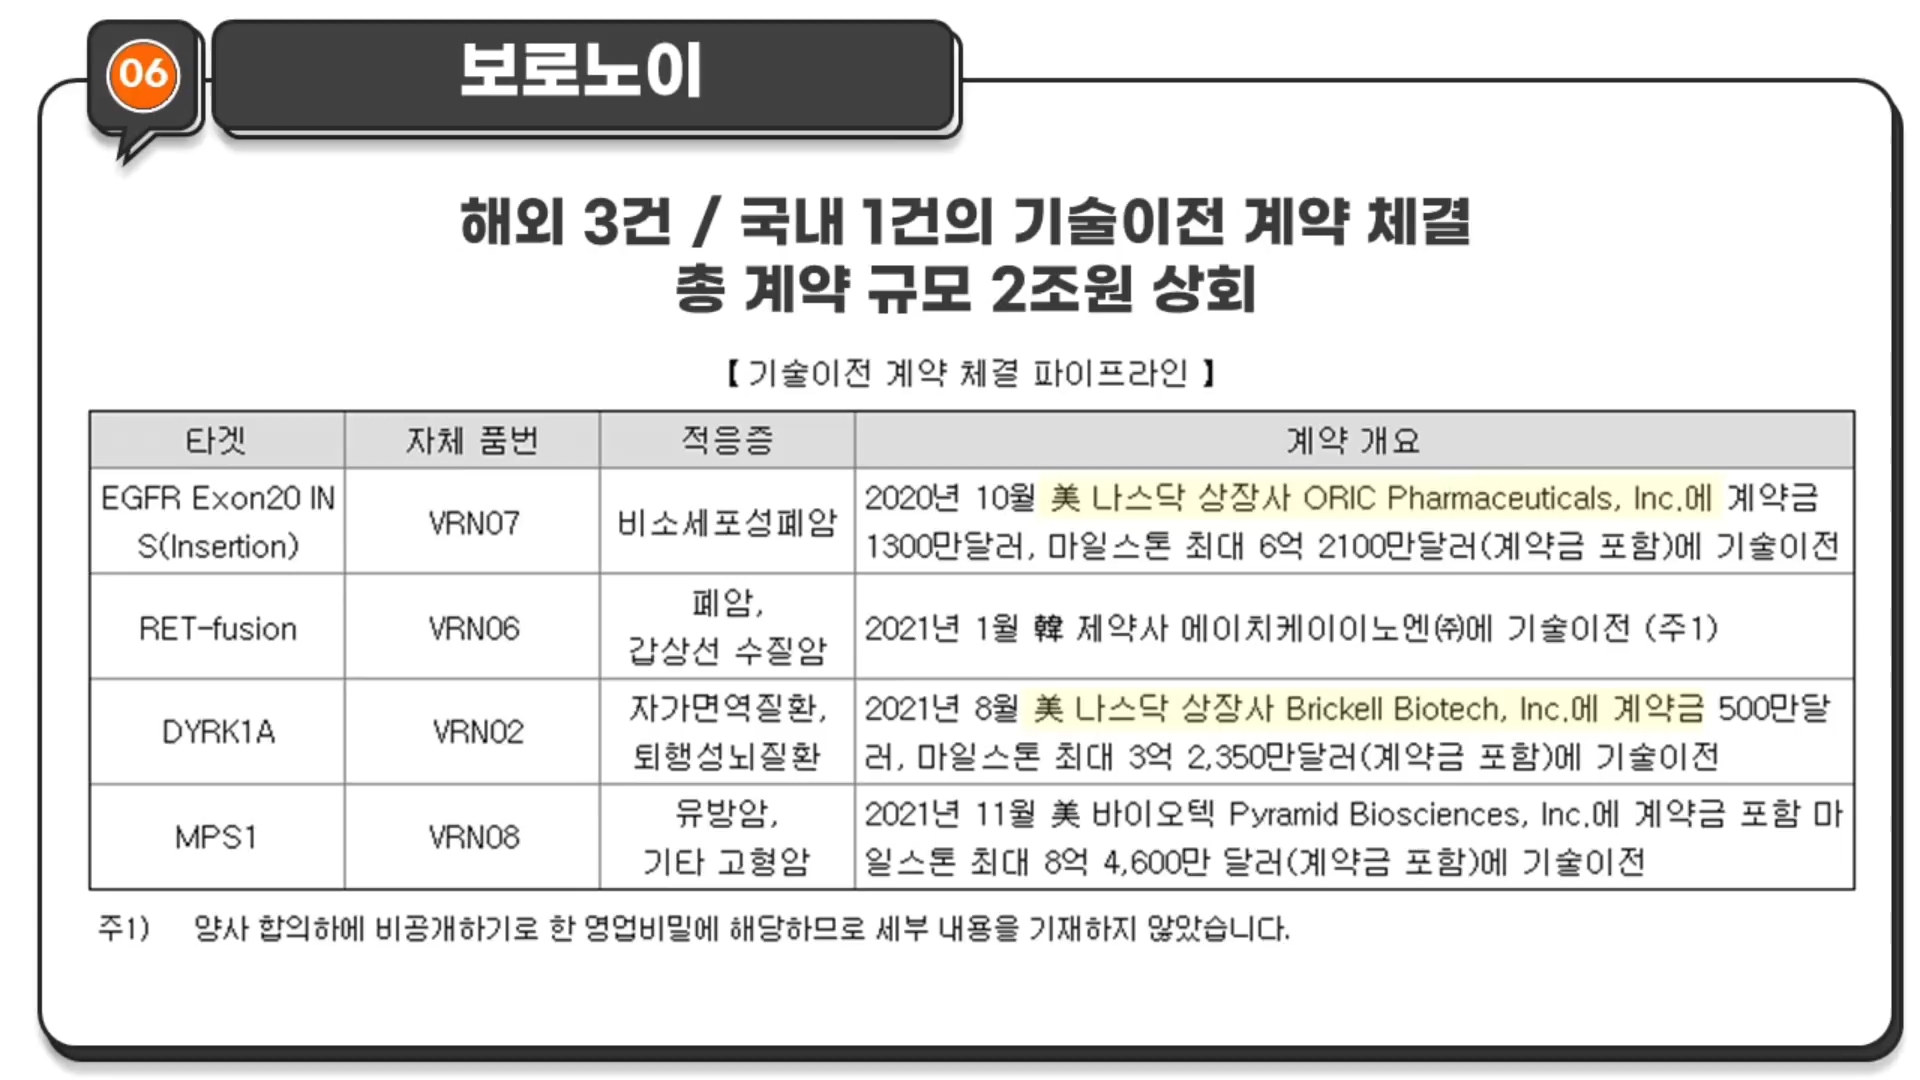 06
보로노이
해외 3건 / 국내 1건의 기술이전 계약 체결
총 계약 규모 2조원 상회
【 기술이전 계약 체결 파이프라인 】
타겟 자체 품번 적응증 계약 개요
EGFR Exon20 IN
S(Insertion)
VRN07
비소세포성폐암
2020년 10월 美 나스닥 상장사 ORIC Pharmaceuticals, Inc.에 계약금
1300만달러, 마일스톤 최대 6억 2100만달러(계약금 포함)에 기술이전
RET-fusion
VRN06
폐암,
갑상선 수질암
2021년 1월 韓 제약사 에이치케이이노엔㈜에 기술이전 (주1)
DYRK1A
VRN02
자가면역질환,
퇴행성뇌질환
2021년 8월 美 나스닥 상장사 Brickell Biotech, Inc.에 계약금 500만달
러, 마일스톤 최대 3억 2,350만달러(계약금 포함)에 기술이전
MPS1
VRN08
유방암,
기타 고형암
2021년 11월 美 바이오텍 Pyramid Biosciences, Inc.에 계약금 포함 마
일스톤 최대 8억 4,600만 달러(계약금 포함)에 기술이전
주1) 양사 합의하에 비공개하기로 한 영업비밀에 해당하므로 세부 내용을 기재하지 않았습니다.